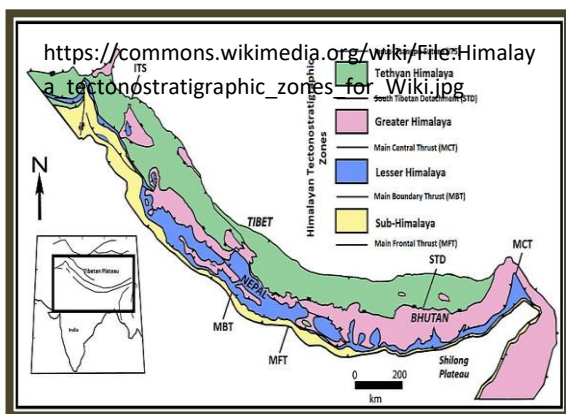 https://commons.wikimedia.org/wiki/File:Himalay
a_tectonostratigraphic_zones_for_Wiki.jpg
ITS
Himalayan Tectonostratigraphic
Zones
Tethyan Himalaya
South Tibetan Detachment (STD)
Greater Himalaya
Main Central Thrust (MCT)
Lesser Himalaya
Main Boundary Thrust (MBT)
Sub-Himalaya
Main Frontal Thrust (MFT)
N
TIBET
MCT
STD
NEPAL
BHUTAN
MBT
MFT
Shilong
Plateau
0 200
km
Tibetan Plateau
India